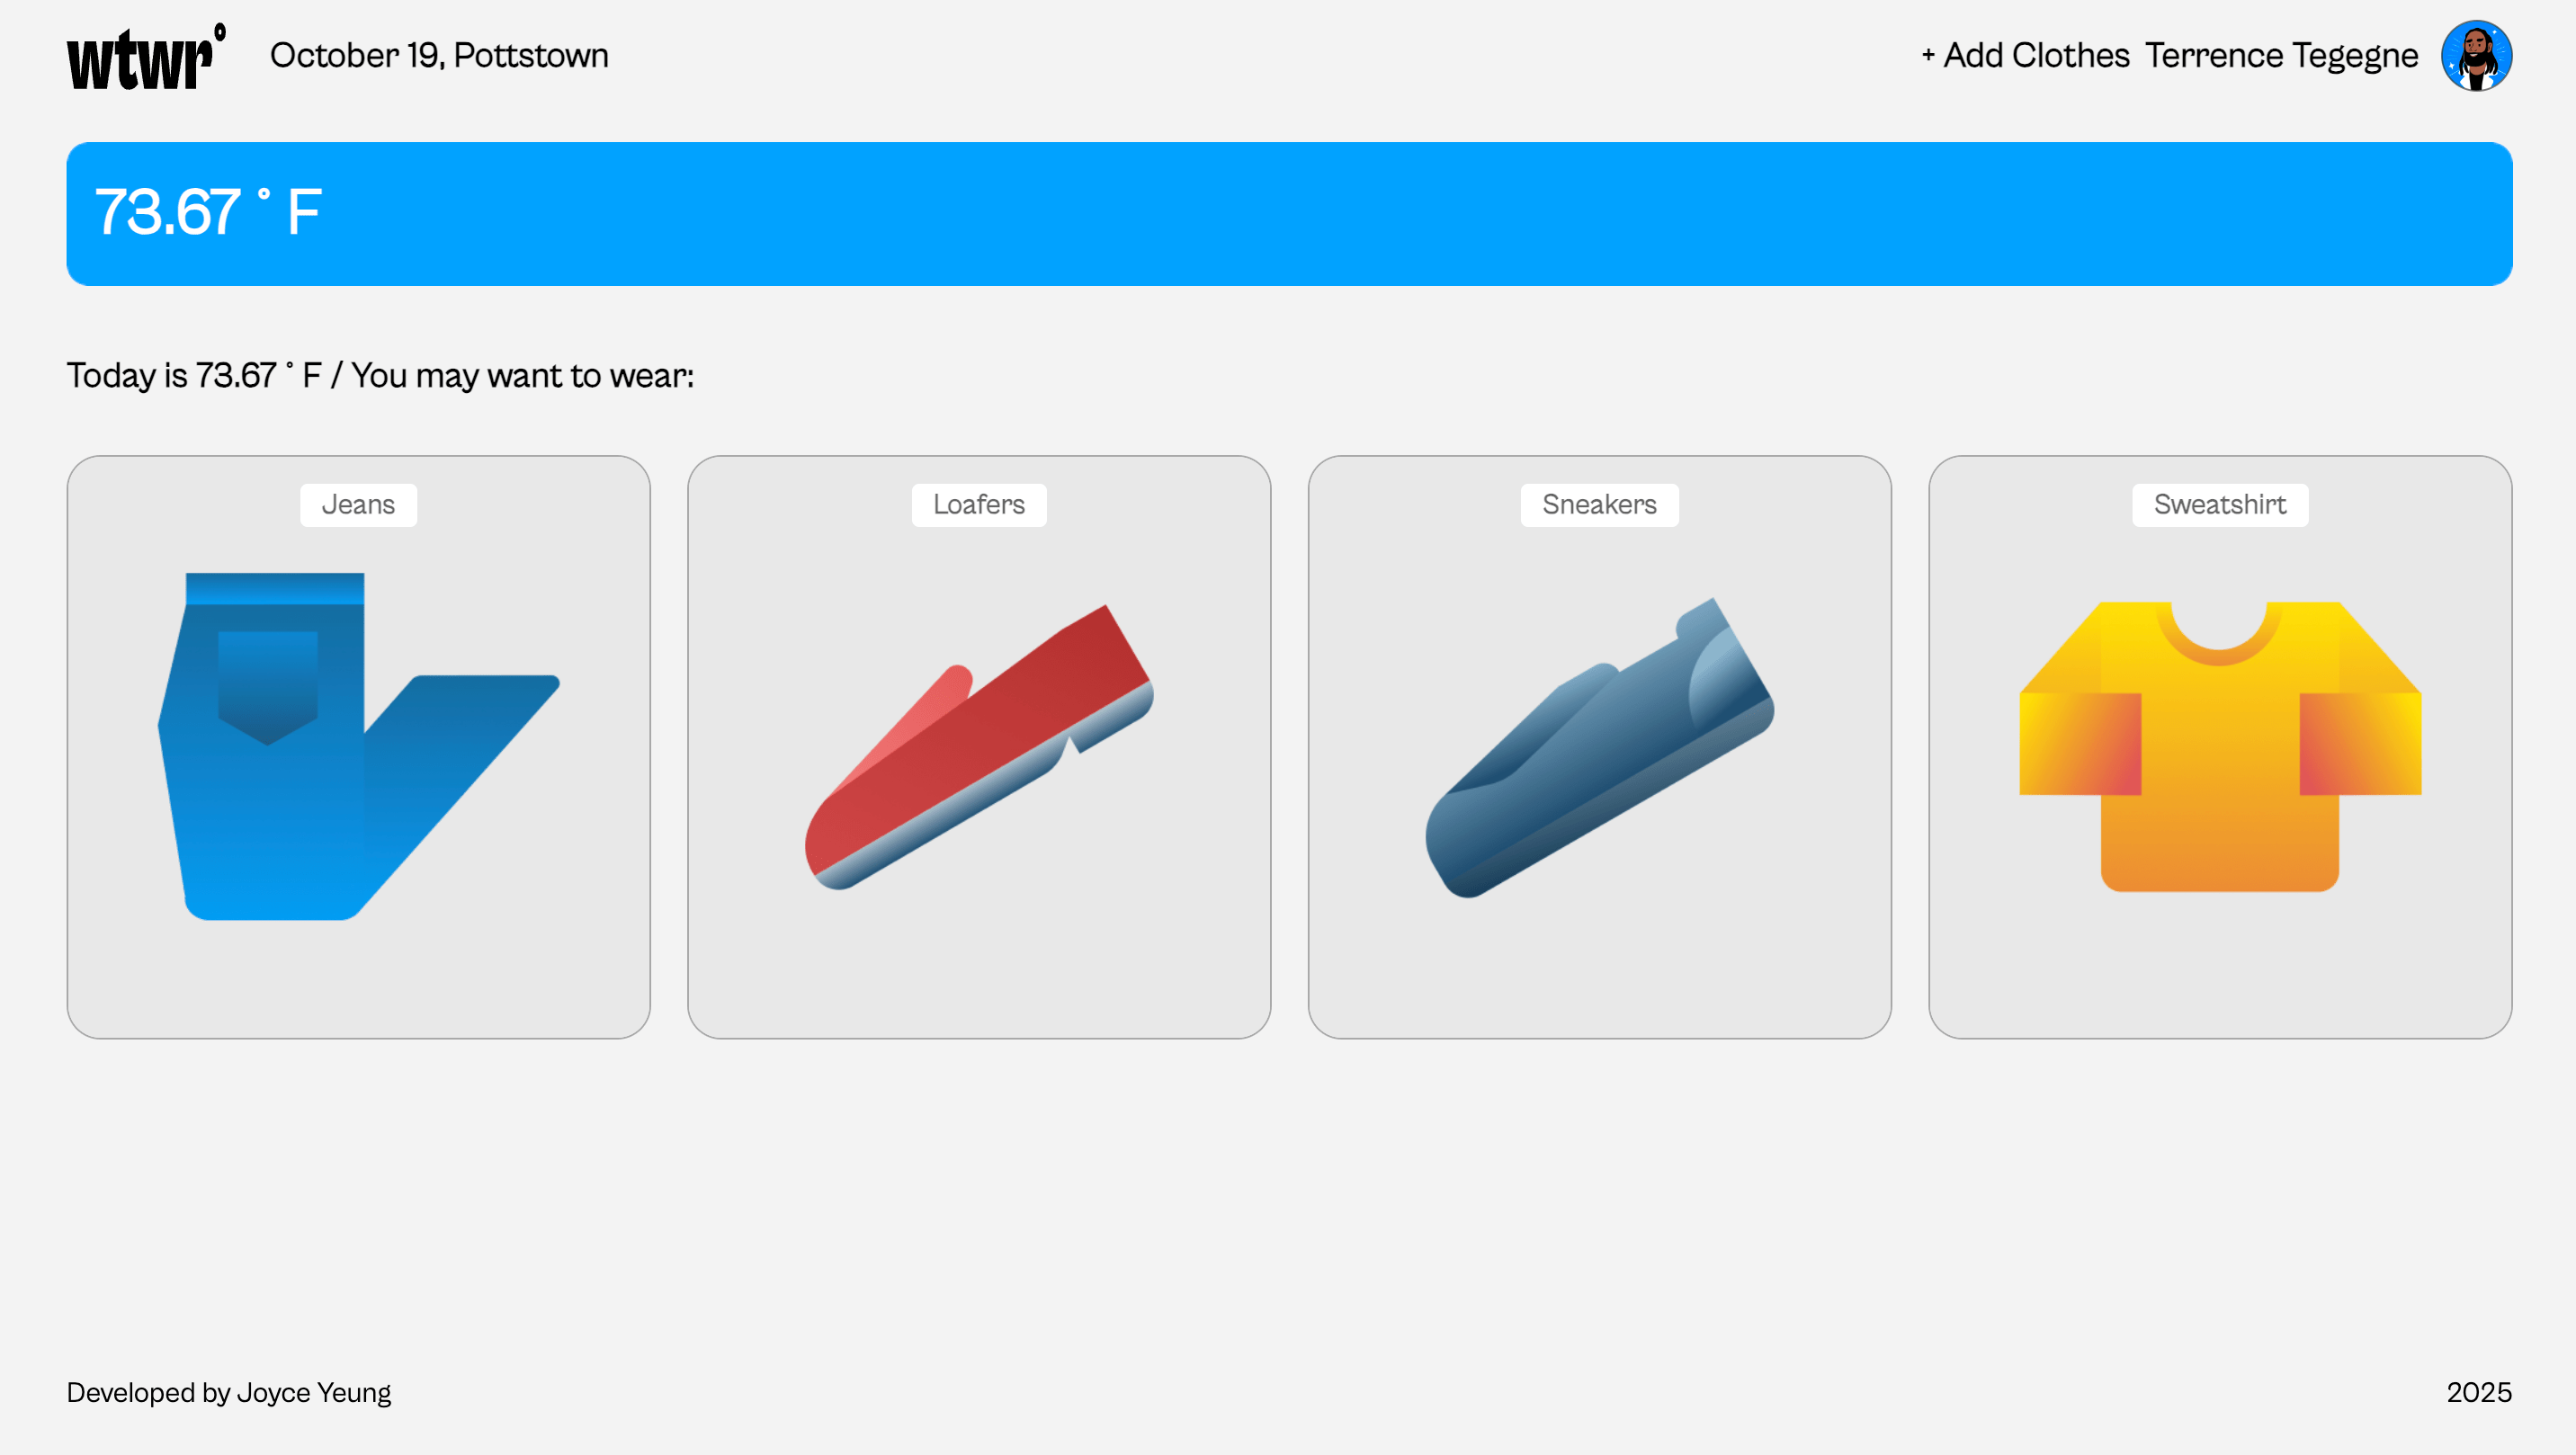 wtwr°
October 19, Pottstown
+ Add Clothes Terrence Tegegne
73.67 ° F
Today is 73.67 ° F / You may want to wear:
Jeans
Loafers
Sneakers
Sweatshirt
Developed by Joyce Yeung
2025